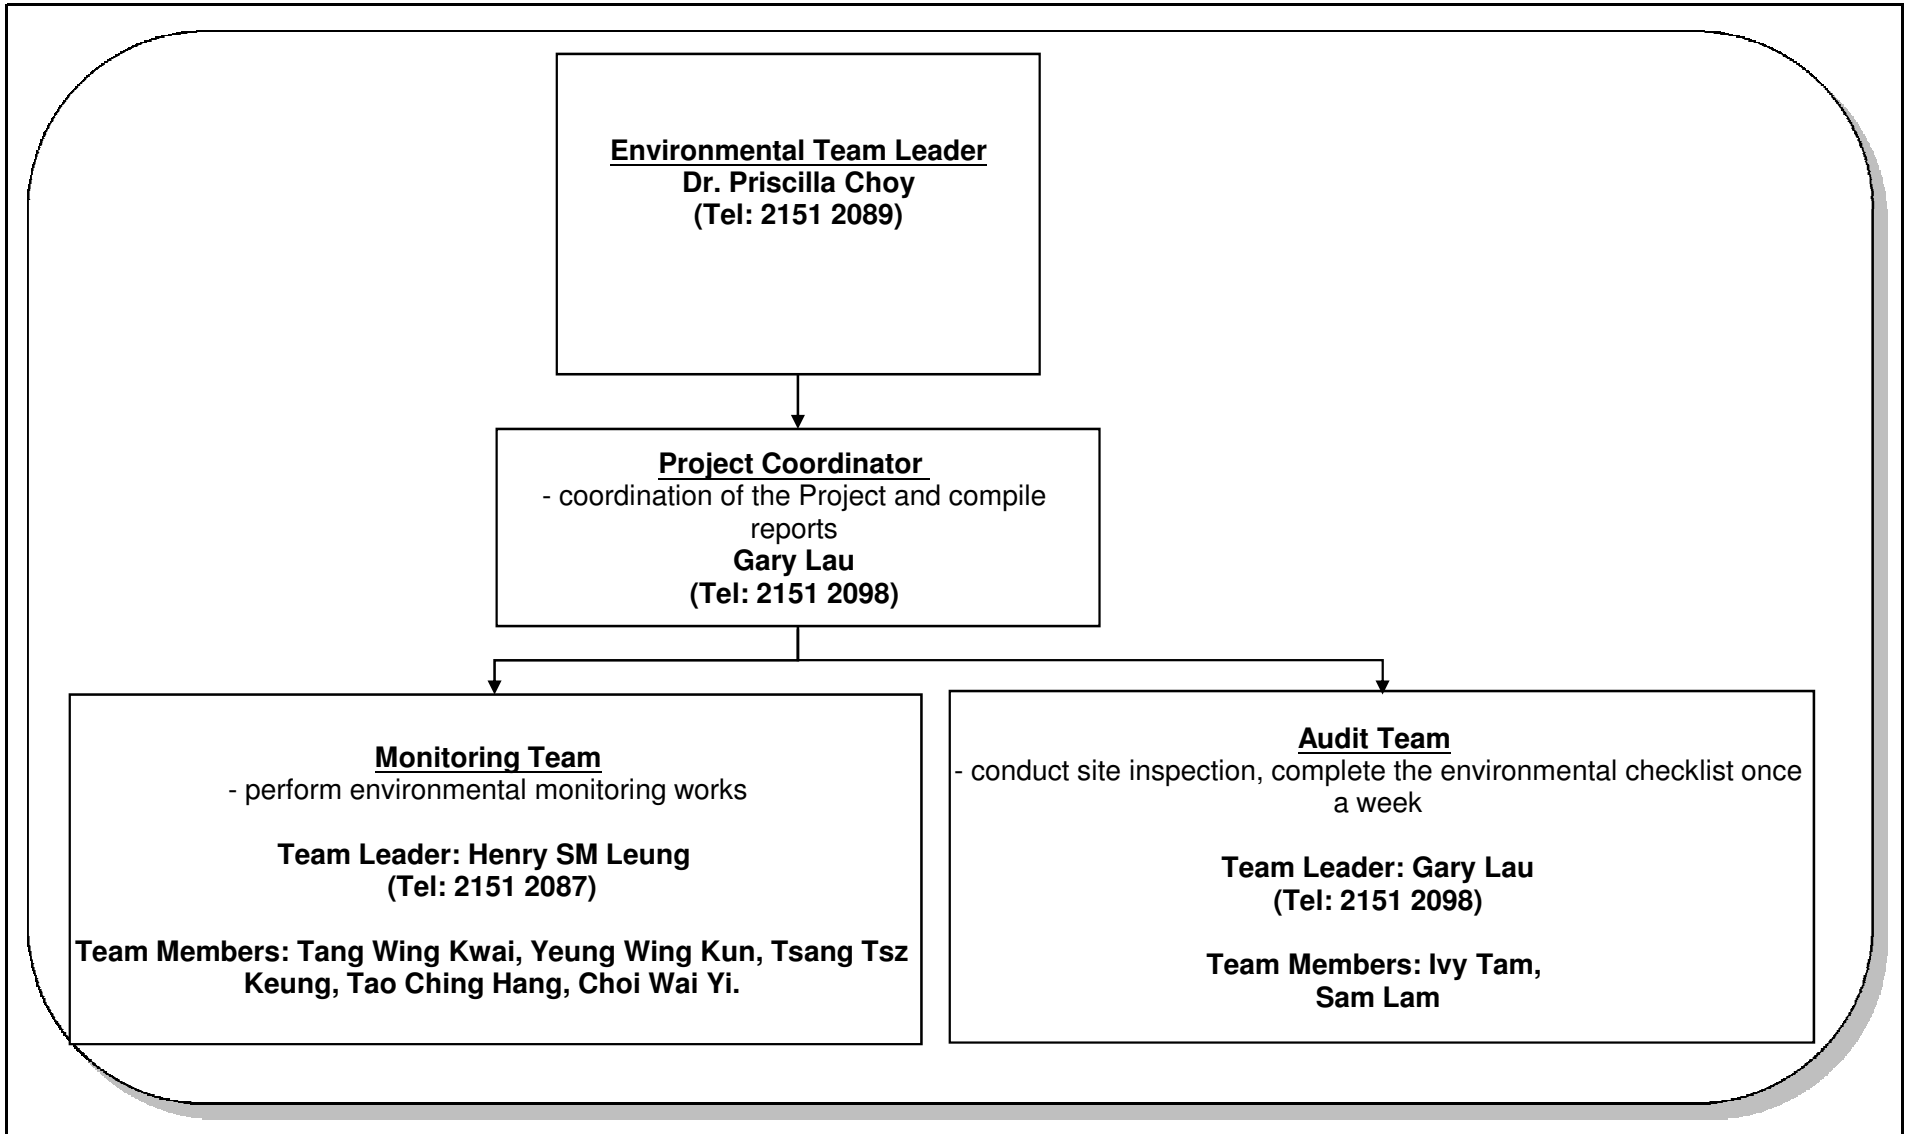 Environmental Team Leader
Dr. Priscilla Choy
(Tel: 2151 2089)
Project Coordinator
- coordination of the Project and compile
reports
Gary Lau
(Tel: 2151 2098)
Monitoring Team
- perform environmental monitoring works
Team Leader: Henry SM Leung
(Tel: 2151 2087)
Team Members: Tang Wing Kwai, Yeung Wing Kun, Tsang Tsz
Keung, Tao Ching Hang, Choi Wai Yi.
Audit Team
- conduct site inspection, complete the environmental checklist once
a week
Team Leader: Gary Lau
(Tel: 2151 2098)
Team Members: Ivy Tam,
Sam Lam